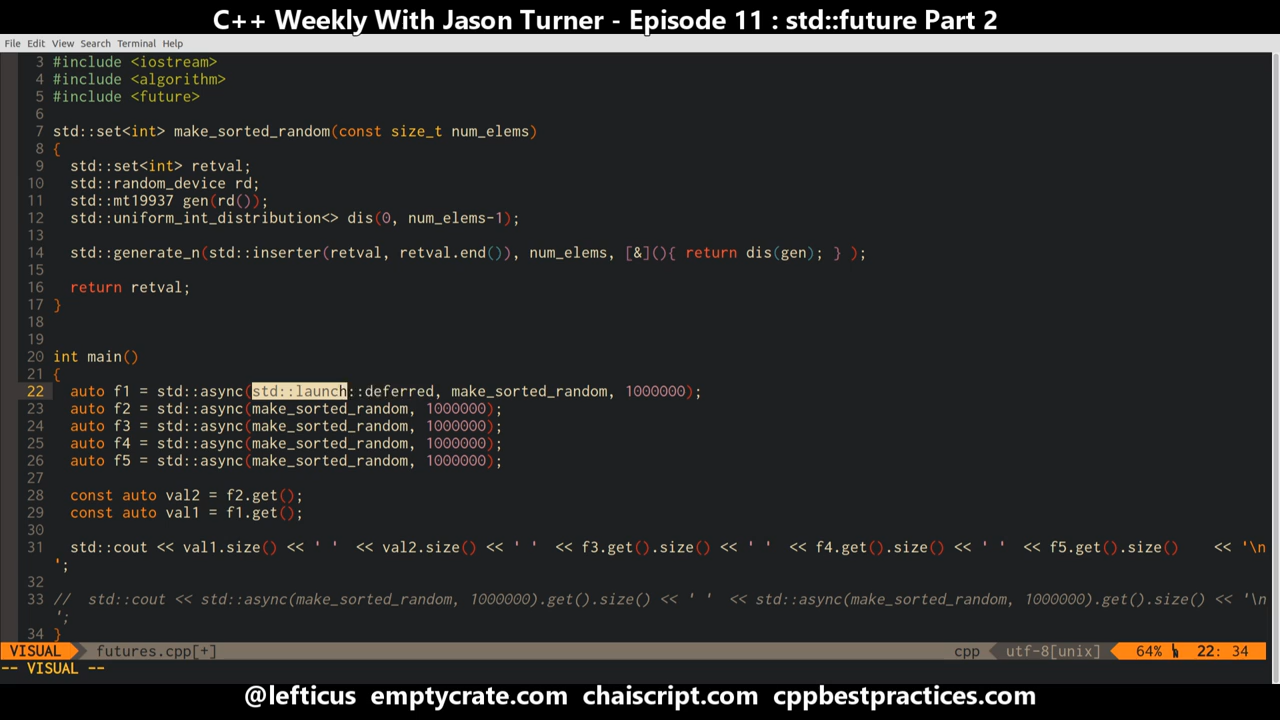 C++ Weekly With Jason Turner - Episode 11 : std::future Part 2
File Edit View Search Terminal Help
3 #include <iostream>
4 #include <algorithm>
5 #include <future>
6
7 std::set<int> make_sorted_random(const size_t num_elems)
8 {
9   std::set<int> retval;
10   std::random_device rd;
11   std::mt19937 gen(rd());
12   std::uniform_int_distribution<> dis(0, num_elems-1);
13
14   std::generate_n(std::inserter(retval, retval.end()), num_elems, [&](){ return dis(gen); } );
15
16   return retval;
17 }
18
19
20 int main()
21 {
22   auto f1 = std::async(std::launch::deferred, make_sorted_random, 1000000);
23   auto f2 = std::async(make_sorted_random, 1000000);
24   auto f3 = std::async(make_sorted_random, 1000000);
25   auto f4 = std::async(make_sorted_random, 1000000);
26   auto f5 = std::async(make_sorted_random, 1000000);
27
28   const auto val2 = f2.get();
29   const auto val1 = f1.get();
30
31   std::cout << val1.size() << ' '  << val2.size() << ' '  << f3.get().size() << ' '  << f4.get().size() << ' '  << f5.get().size()    << '\n
';
32
33 //  std::cout << std::async(make_sorted_random, 1000000).get().size() << ' '  << std::async(make_sorted_random, 1000000).get().size() << '\n
';
34 }
VISUAL futures.cpp[+] cpp utf-8[unix] 64% 22: 34
-- VISUAL --
@lefticus emptycrate.com chaiscript.com cppbestpractices.com